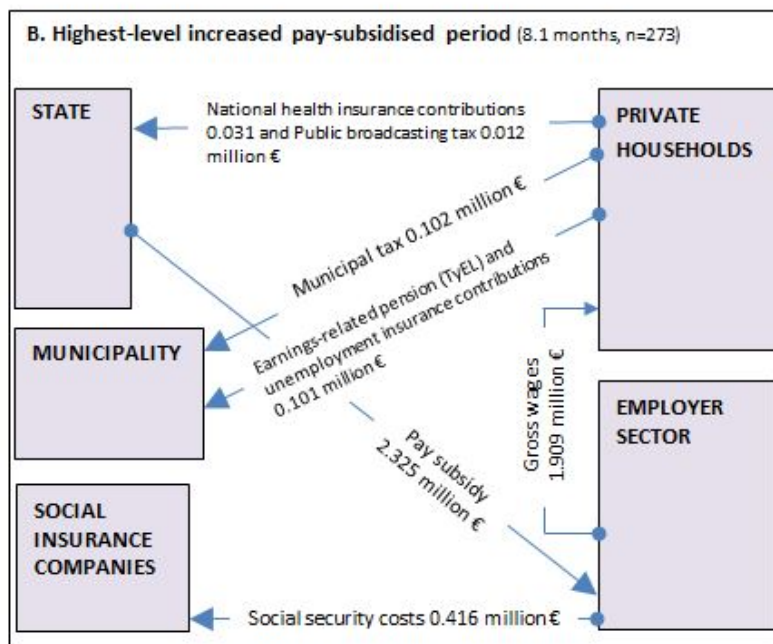 B. Highest-level increased pay-subsidised period (8.1 months, n=273)
STATE
National health insurance contributions
0.031 and Public broadcasting tax 0.012
million €
PRIVATE
HOUSEHOLDS
Municipal tax 0.102 million €
Earnings-related pension (TyEL) and
unemployment insurance contributions
0.101 million €
MUNICIPALITY
Gross wages
1.909 million €
Pay subsidy
2.325 million €
EMPLOYER
SECTOR
SOCIAL
INSURANCE
COMPANIES
Social security costs 0.416 million €